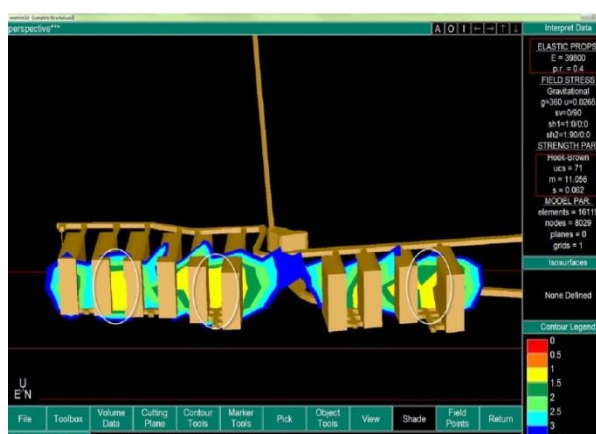 perspective***
A O I ← → ↑ ↓
Interpret Data
ELASTIC PROPS
E = 39800
p.r. = 0.4
FIELD STRESS
Gravitational
g=360 u=0.0265
sv=0/90
sh1=1:0/0:0
sh2=1:90/0:0
STRENGTH PAR
Hoek-Brown
ucs = 71
m = 11.056
s = 0.062
MODEL PAR.
elements = 16111
nodes = 8029
planes = 0
grids = 1
Isosurfaces
None Defined
Contour Legend
0
0.5
1
1.5
2
2.5
3
U
E N
File Toolbox Volume Data Cutting Plane Contour Tools Marker Tools Pick Object Tools View Shade Field Points Return